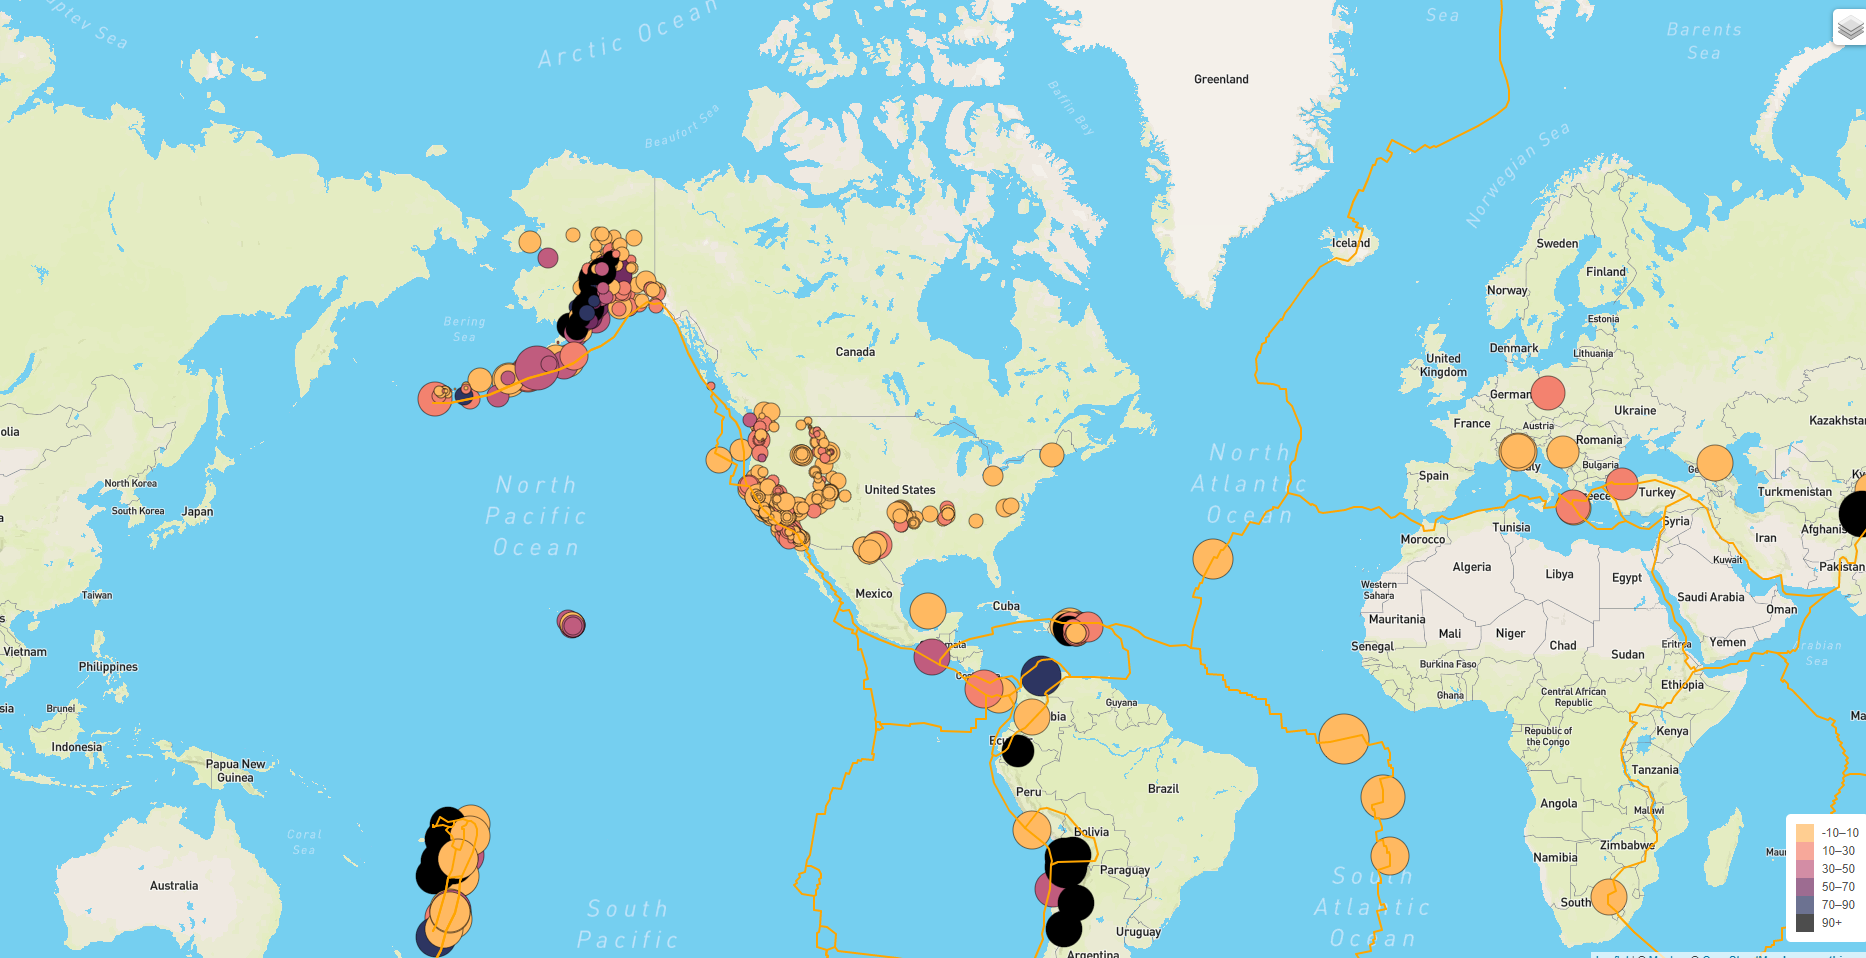 Arctic Ocean
Sea
Barents
Sea
Greenland
Baffin Bay
Beaufort Sea
Norwegian Sea
Iceland
Sweden
Finland
Norway
Bering
Sea
Estonia
Denmark
Lithuania
Canada
United
Kingdom
German
Ukraine
France
Austria
Romania
Kazakhsta
olia
North
Pacific
Ocean
North
Atlantic
Ocean
Bulgaria
Spain
North Korea
South Korea
Japan
United States
Turkey
Turkmenistan
Tunisia
Syria
Afghanis
Morocco
Iran
Kuwait
Pakistan
Algeria
Libya
Egypt
Western
Sahara
Saudi Arabia
Oman
Taiwan
Mexico
Cuba
Mauritania
Mali
Niger
Chad
Sudan
Eritrea
Yemen
Senegal
Vietnam
Philippines
Burkina Faso
Ghana
Ethiopia
Central African
Republic
Guyana
bia
Brunei
Indonesia
Papua New
Guinea
Republic of
the Congo
Kenya
Tanzania
Peru
Brazil
Angola
Malawi
Bolivia
Coral
Sea
Zimbabwe
Namibia
Paraguay
Australia
South
Pacific
South
Atlantic
Ocean
South
Uruguay
Argentina
-10–10
10–30
30–50
50–70
70–90
90+